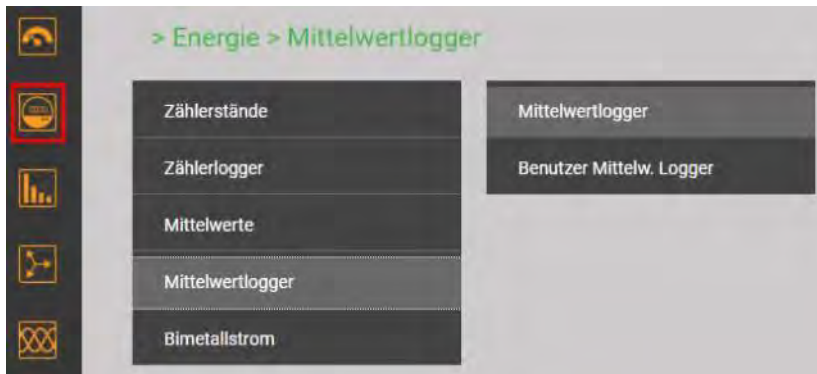 > Energie > Mittelwertlogger
Zählerstände
Zählerlogger
Mittelwerte
Mittelwertlogger
Bimetallstrom
Mittelwertlogger
Benutzer Mittelw. Logger